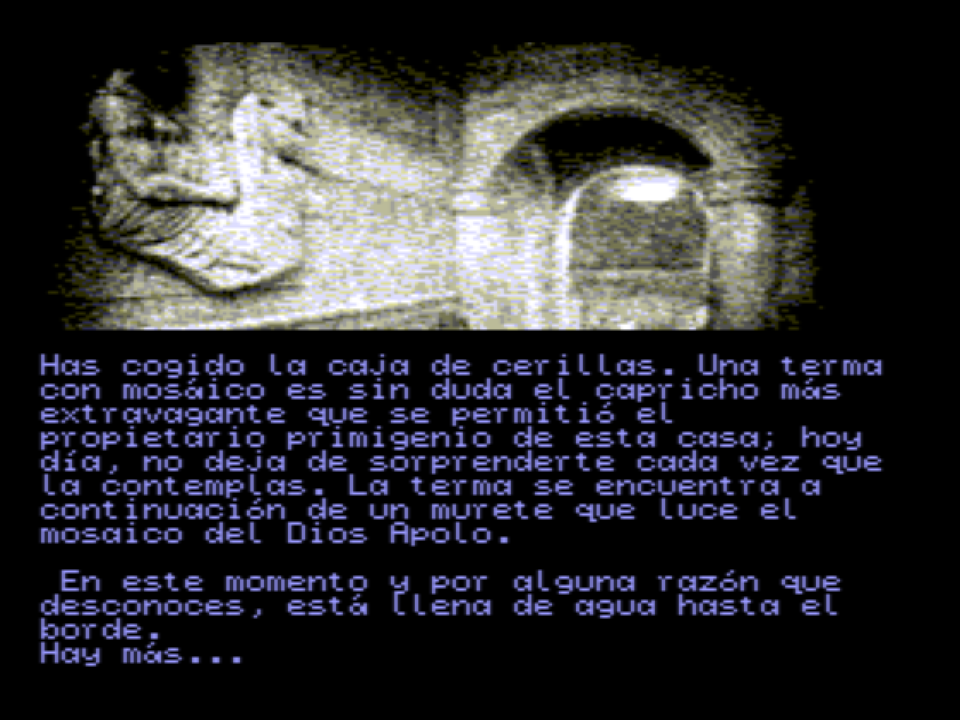 Has cogido la caja de cerillas. Una terma
con mosáico es sin duda el capricho más
extravagante que se permitió el
propietario primigenio de esta casa; hoy
día, no deja de sorprenderte cada vez que
la contemplas. La terma se encuentra a
continuación de un murete que luce el
mosaico del Dios Apolo.
En este momento y por alguna razón que
desconoces, está llena de agua hasta el
borde.
Hay más...